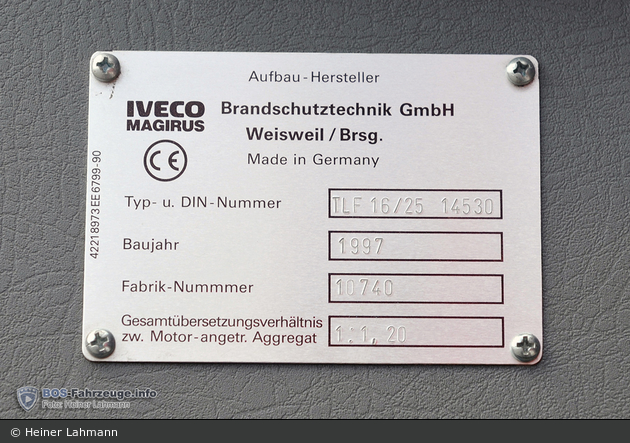 Aufbau-Hersteller
IVECO MAGIRUS
Brandschutztechnik GmbH
Weisweil / Brsg.
Made in Germany
CE
42218973EE6799-90
Typ- u. DIN-Nummer TLF 16/25 14530
Baujahr 1997
Fabrik-Nummmer 10740
Gesamtübersetzungsverhältnis
zw. Motor-angetr. Aggregat 1:1,20
BOS-Fahrzeuge.info
Foto: Heiner Lahmann
© Heiner Lahmann